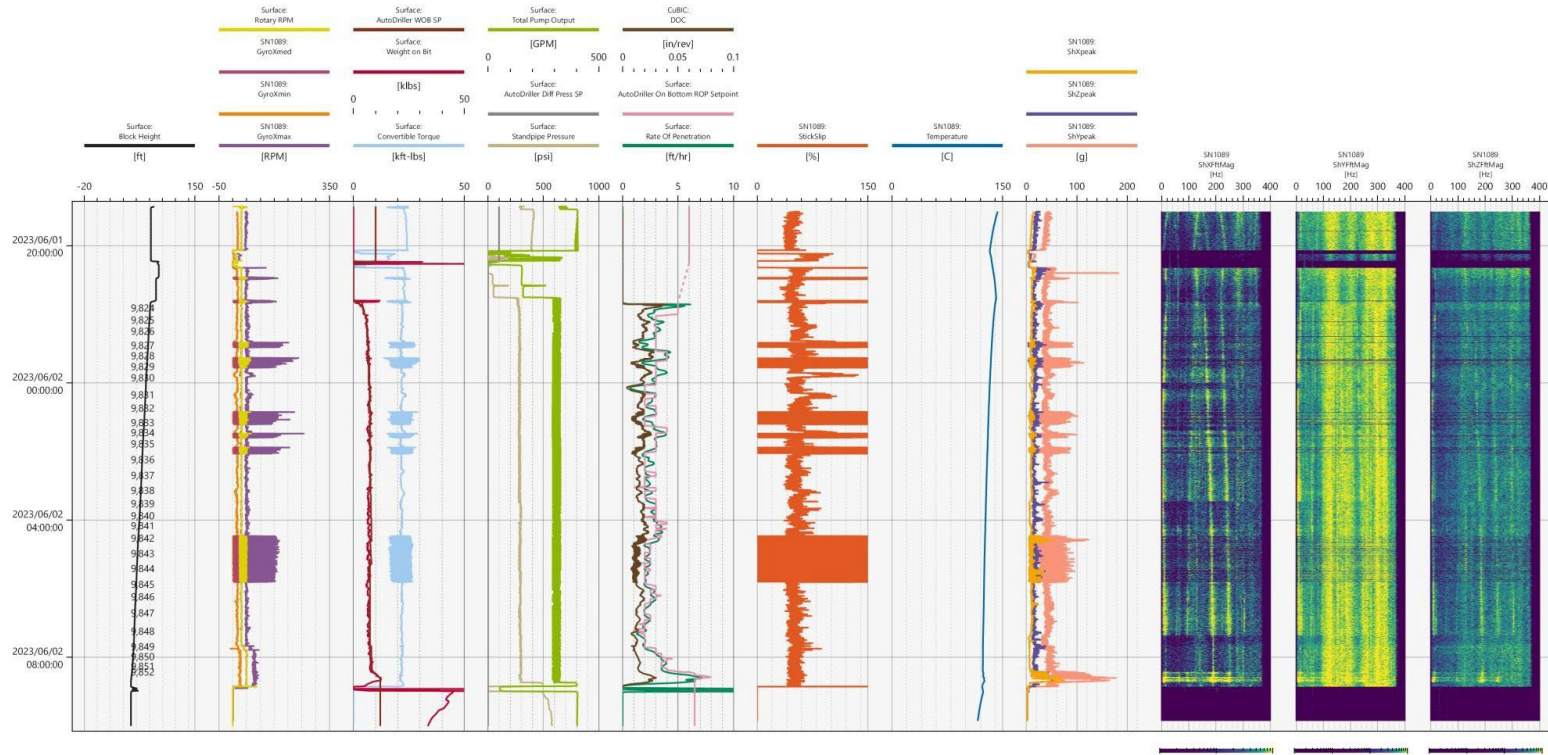 Surface:
Rotary RPM
SN1089:
GyroXmed
SN1089:
GyroXmin
Surface:
Block Height
[ft]
SN1089:
GyroXmax
[RPM]
Surface:
AutoDriller WOB SP
Surface:
Weight on Bit
[klbs]
0 50
Surface:
Convertible Torque
[kft-lbs]
Surface:
Total Pump Output
[GPM]
0 500
Surface:
AutoDriller Diff Press SP
Surface:
Standpipe Pressure
[psi]
CuBIC:
DOC
[in/rev]
0 0.05 0.1
Surface:
AutoDriller On Bottom ROP Setpoint
Surface:
Rate Of Penetration
[ft/hr]
SN1089:
StickSlip
[%]
SN1089:
Temperature
[C]
SN1089:
ShXpeak
SN1089:
ShZpeak
SN1089:
ShYpeak
[g]
SN1089
ShXFftMag
[Hz]
SN1089
ShYFftMag
[Hz]
SN1089
ShZFftMag
[Hz]
-20 150 -50 350 0 50 0 500 1000 0 5 10 0 150 0 150 0 100 200 0 100 200 300 400 0 100 200 300 400 0 100 200 300 400
2023/06/01
20:00:00
9,824
9,825
9,826
9,827
9,828
9,829
9,830
2023/06/02
00:00:00
9,831
9,832
9,833
9,834
9,835
9,836
9,837
9,838
9,839
9,840
2023/06/02
04:00:00
9,841
9,842
9,843
9,844
9,845
9,846
9,847
9,848
9,849
9,850
2023/06/02
08:00:00
9,851
9,852